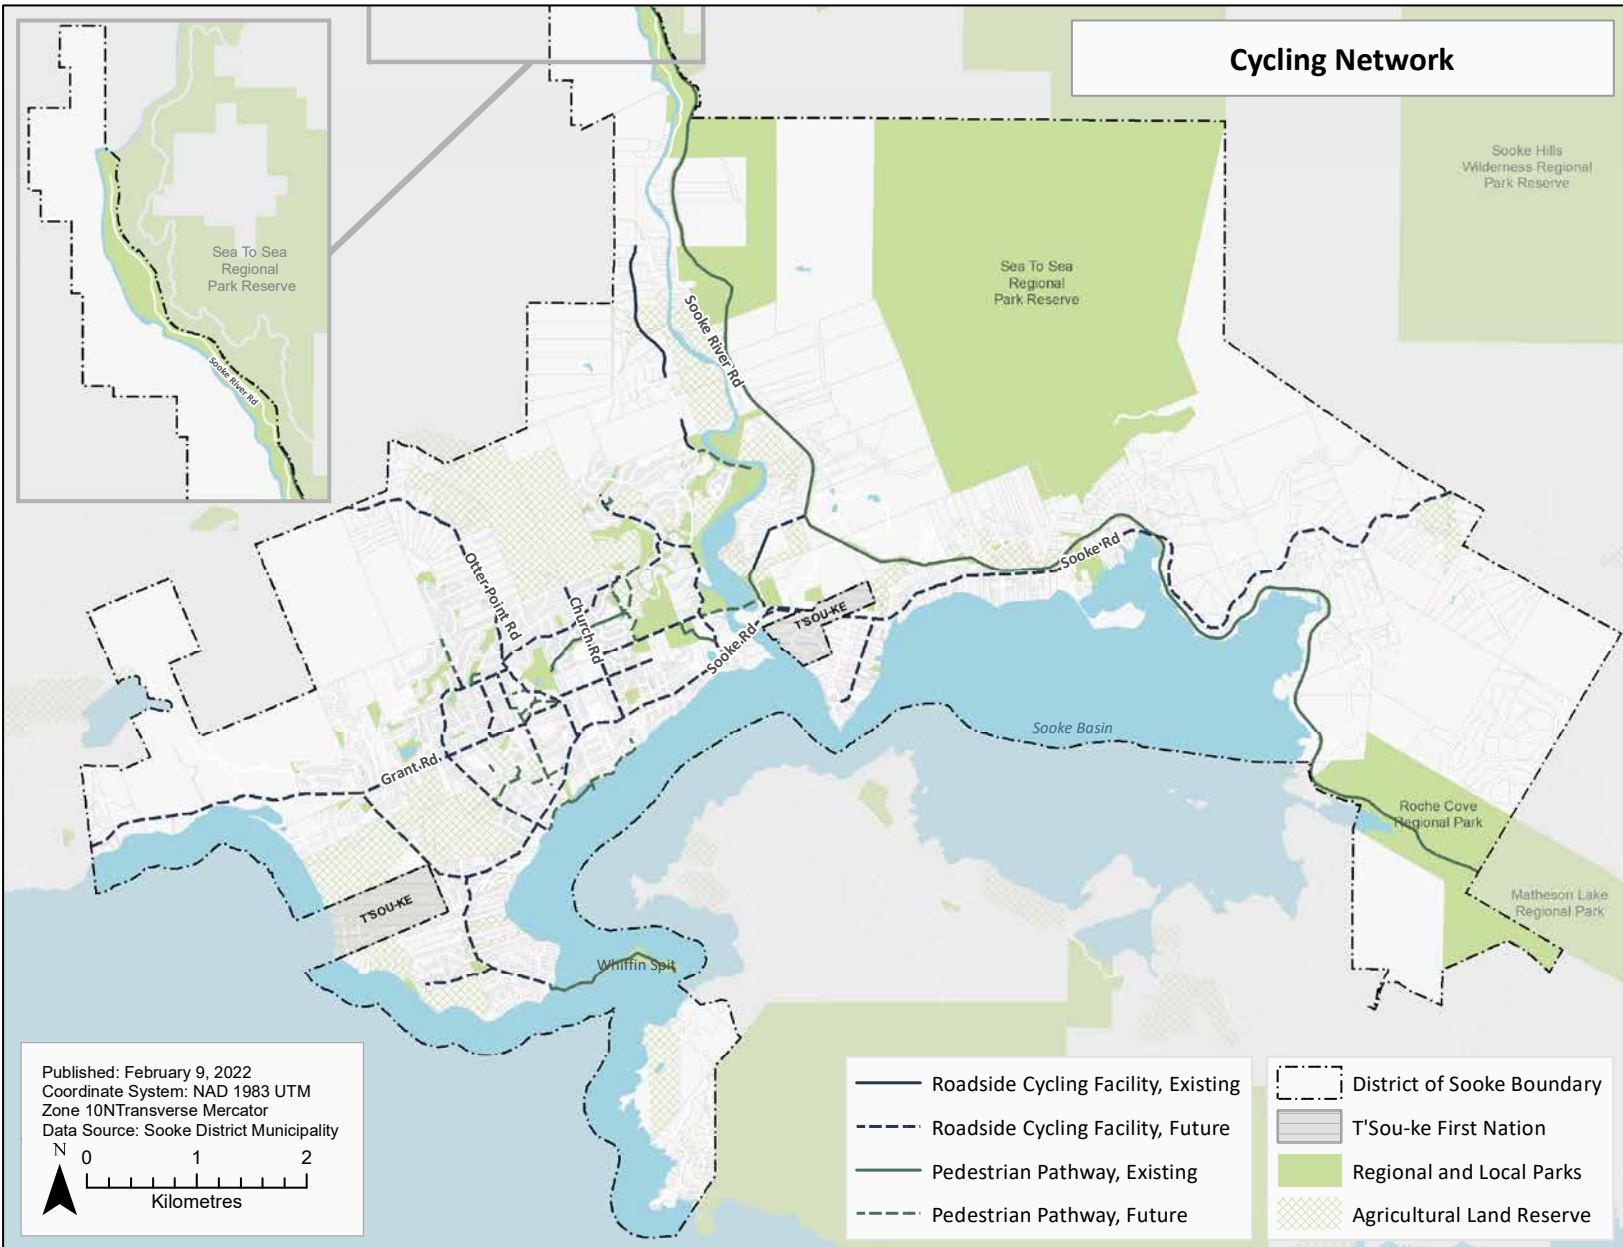 Cycling Network
Sooke Hills
Wilderness Regional
Park Reserve
Sea To Sea
Regional
Park Reserve
Sea To Sea
Regional
Park Reserve
Sooke River Rd
Sooke River Rd
Otter Point Rd
Church Rd
Sooke Rd
Sooke Rd
T'SOU-KE
Grant Rd.
Sooke Basin
Roche Cove
Regional Park
Matheson Lake
Regional Park
T'SOU-KE
Whiffin Spit
Published: February 9, 2022
Coordinate System: NAD 1983 UTM
Zone 10NTransverse Mercator
Data Source: Sooke District Municipality
N
0 1 2
Kilometres
Roadside Cycling Facility, Existing
Roadside Cycling Facility, Future
Pedestrian Pathway, Existing
Pedestrian Pathway, Future
District of Sooke Boundary
T'Sou-ke First Nation
Regional and Local Parks
Agricultural Land Reserve